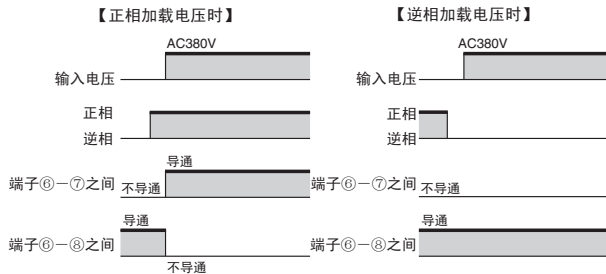 【正相加载电压时】
AC380V
输入电压
正相
逆相
导通
端子⑥－⑦之间 不导通
导通
端子⑥－⑧之间
不导通
【逆相加载电压时】
AC380V
输入电压
正相
逆相
端子⑥－⑦之间 不导通
导通
端子⑥－⑧之间